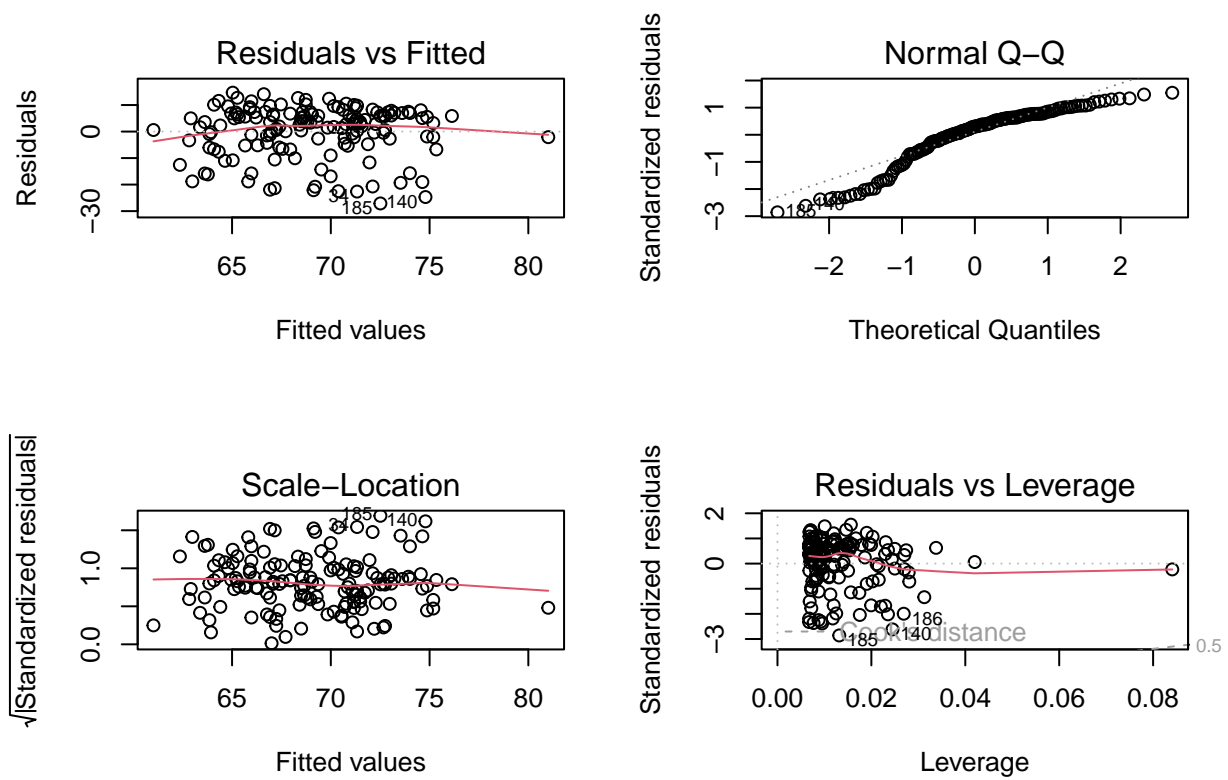 Residuals vs Fitted
Residuals
0
−30
34
185
140
65 70 75 80
Fitted values
Normal Q−Q
Standardized residuals
1
−1
−3
185
140
−2 −1 0 1 2
Theoretical Quantiles
Scale−Location
√|Standardized residuals|
1.0
0.0
185
34
140
65 70 75 80
Fitted values
Residuals vs Leverage
Standardized residuals
2
0
−3
186
140
185
Cook's distance
0.5
0.00 0.02 0.04 0.06 0.08
Leverage